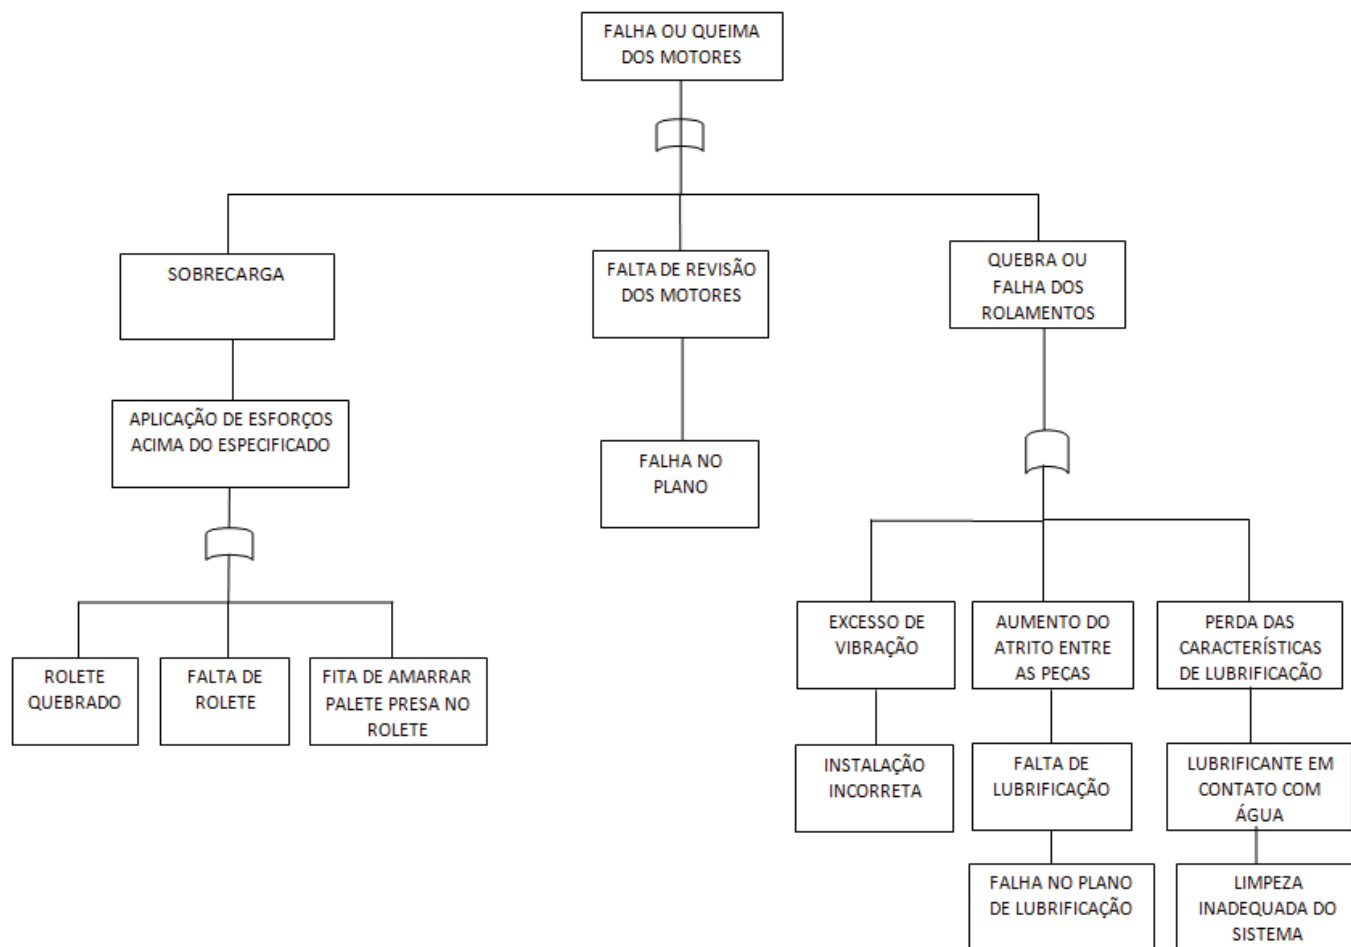 FALHA OU QUEIMA
DOS MOTORES
SOBRECARGA
FALTA DE REVISÃO
DOS MOTORES
QUEBRA OU
FALHA DOS
ROLAMENTOS
APLICAÇÃO DE ESFORÇOS
ACIMA DO ESPECIFICADO
FALHA NO
PLANO
ROLETE
QUEBRADO
FALTA DE
ROLETE
FITA DE AMARRAR
PALETE PRESA NO
ROLETE
EXCESSO DE
VIBRAÇÃO
AUMENTO DO
ATRITO ENTRE
AS PEÇAS
PERDA DAS
CARACTERÍSTICAS
DE LUBRIFICAÇÃO
INSTALAÇÃO
INCORRETA
FALTA DE
LUBRIFICAÇÃO
LUBRIFICANTE EM
CONTATO COM
ÁGUA
FALHA NO PLANO
DE LUBRIFICAÇÃO
LIMPEZA
INADEQUADA DO
SISTEMA